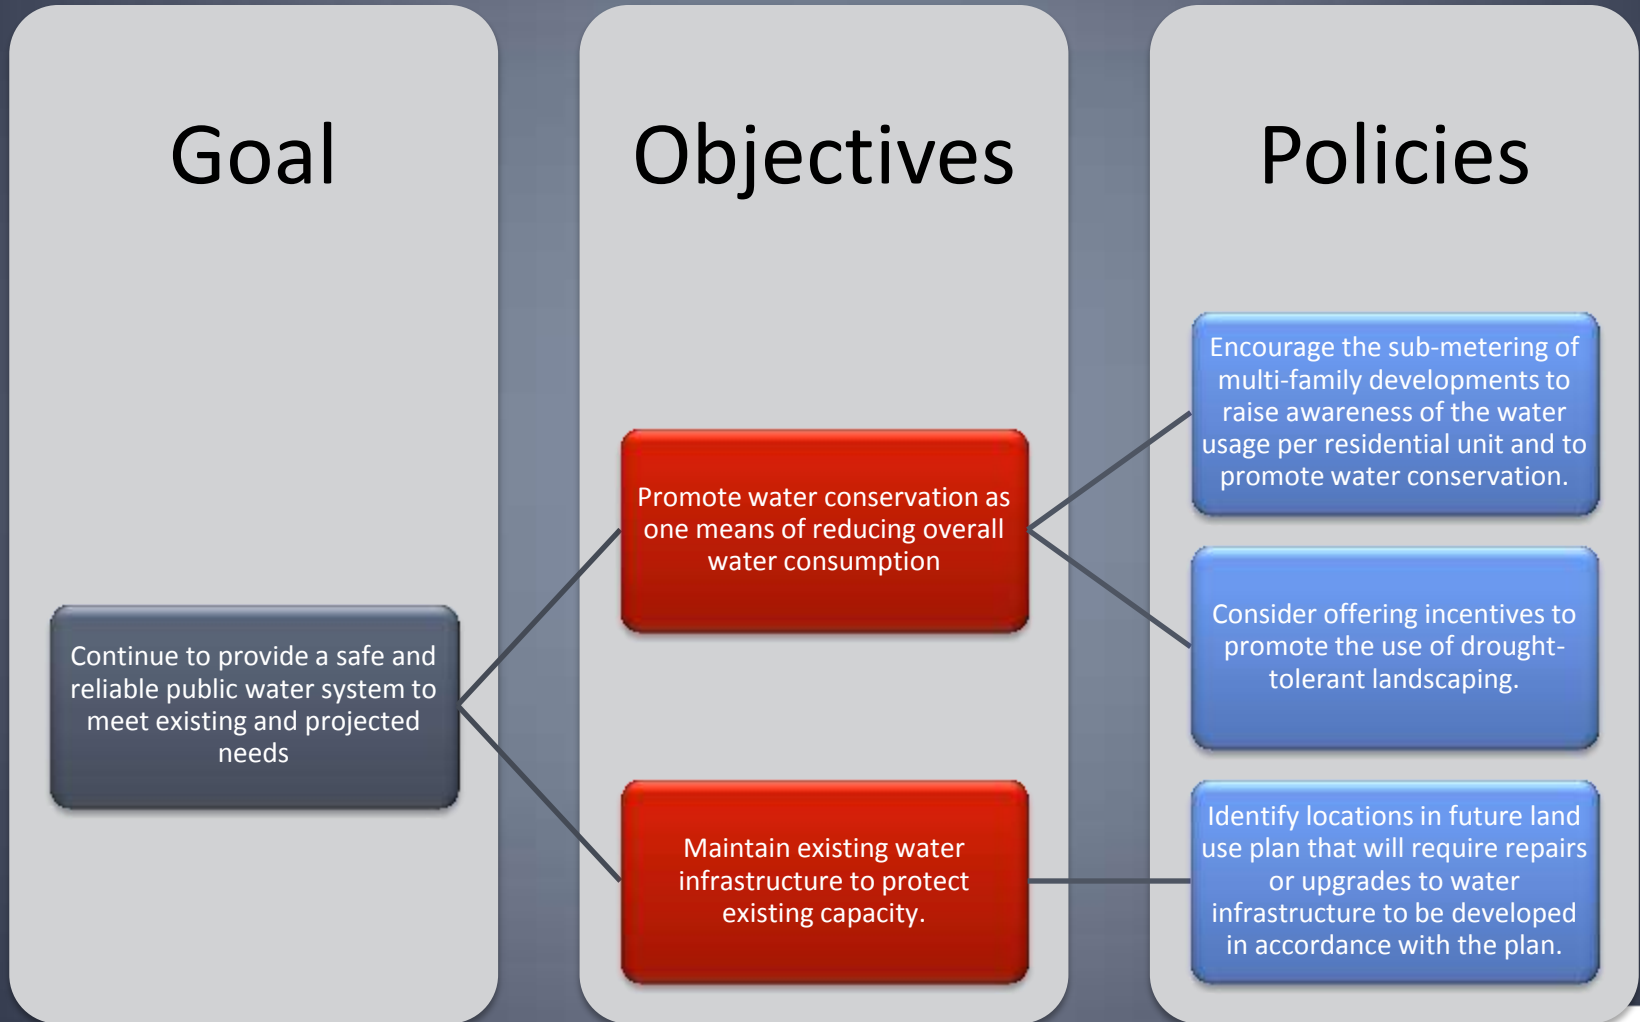 Goal
Objectives
Policies
Continue to provide a safe and
reliable public water system to
meet existing and projected
needs
Promote water conservation as
one means of reducing overall
water consumption
Maintain existing water
infrastructure to protect
existing capacity.
Encourage the sub-metering of
multi-family developments to
raise awareness of the water
usage per residential unit and to
promote water conservation.
Consider offering incentives to
promote the use of drought-
tolerant landscaping.
Identify locations in future land
use plan that will require repairs
or upgrades to water
infrastructure to be developed
in accordance with the plan.